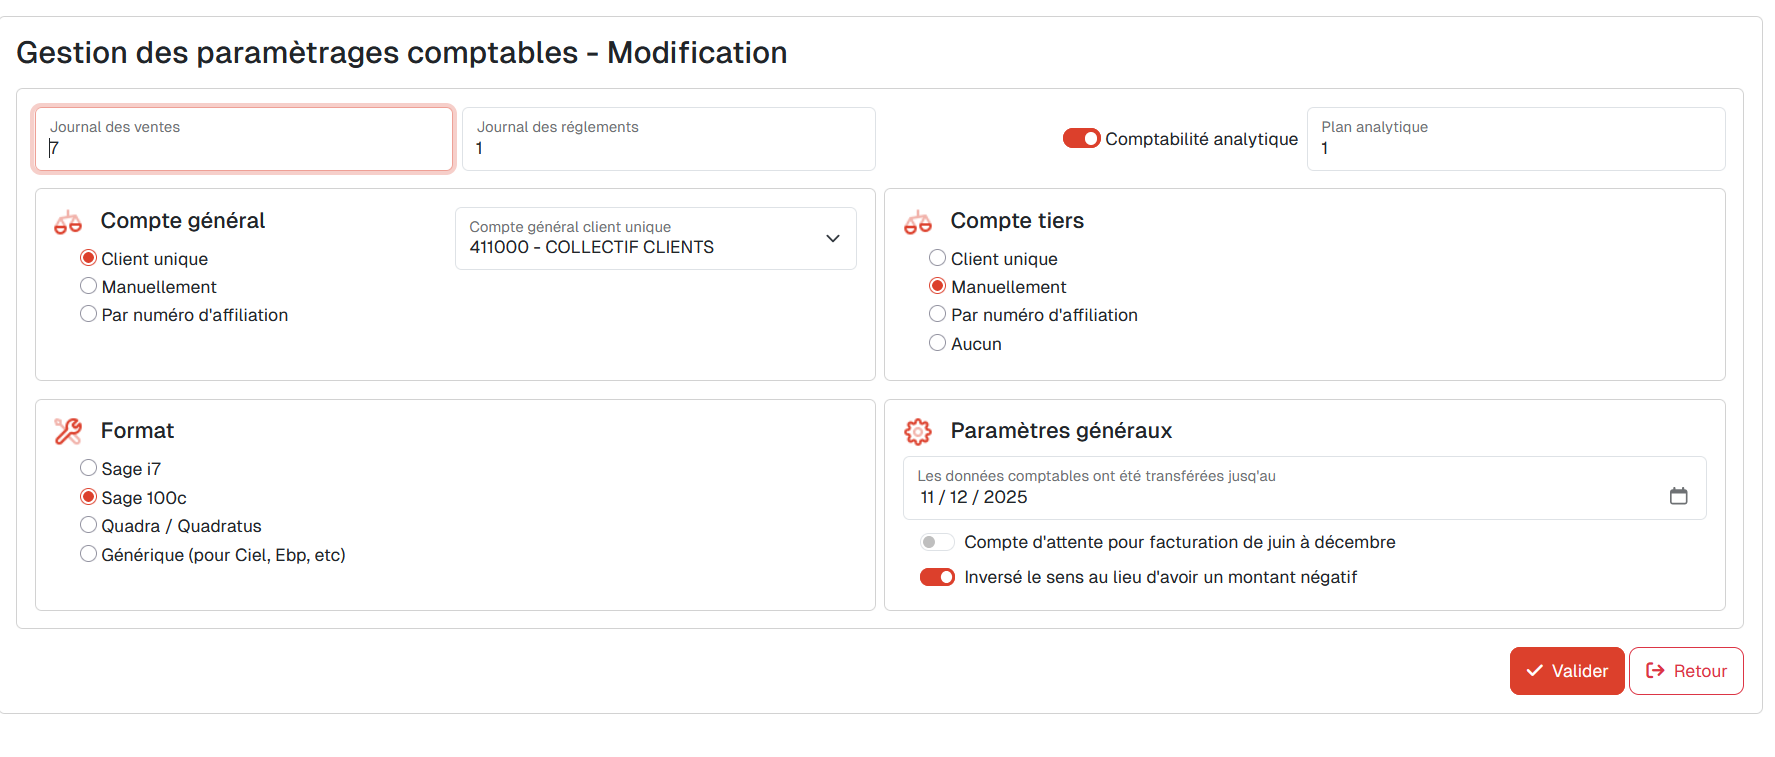 Gestion des paramètrages comptables - Modification
Journal des ventes
7
Journal des réglements
1
Comptabilité analytique
Plan analytique
1
Compte général
Compte général client unique
411000 - COLLECTIF CLIENTS
Client unique
Manuellement
Par numéro d'affiliation
Compte tiers
Client unique
Manuellement
Par numéro d'affiliation
Aucun
Format
Sage i7
Sage 100c
Quadra / Quadratus
Générique (pour Ciel, Ebp, etc)
Paramètres généraux
Les données comptables ont été transférées jusq'au
11 / 12 / 2025
Compte d'attente pour facturation de juin à décembre
Inversé le sens au lieu d'avoir un montant négatif
Valider
Retour